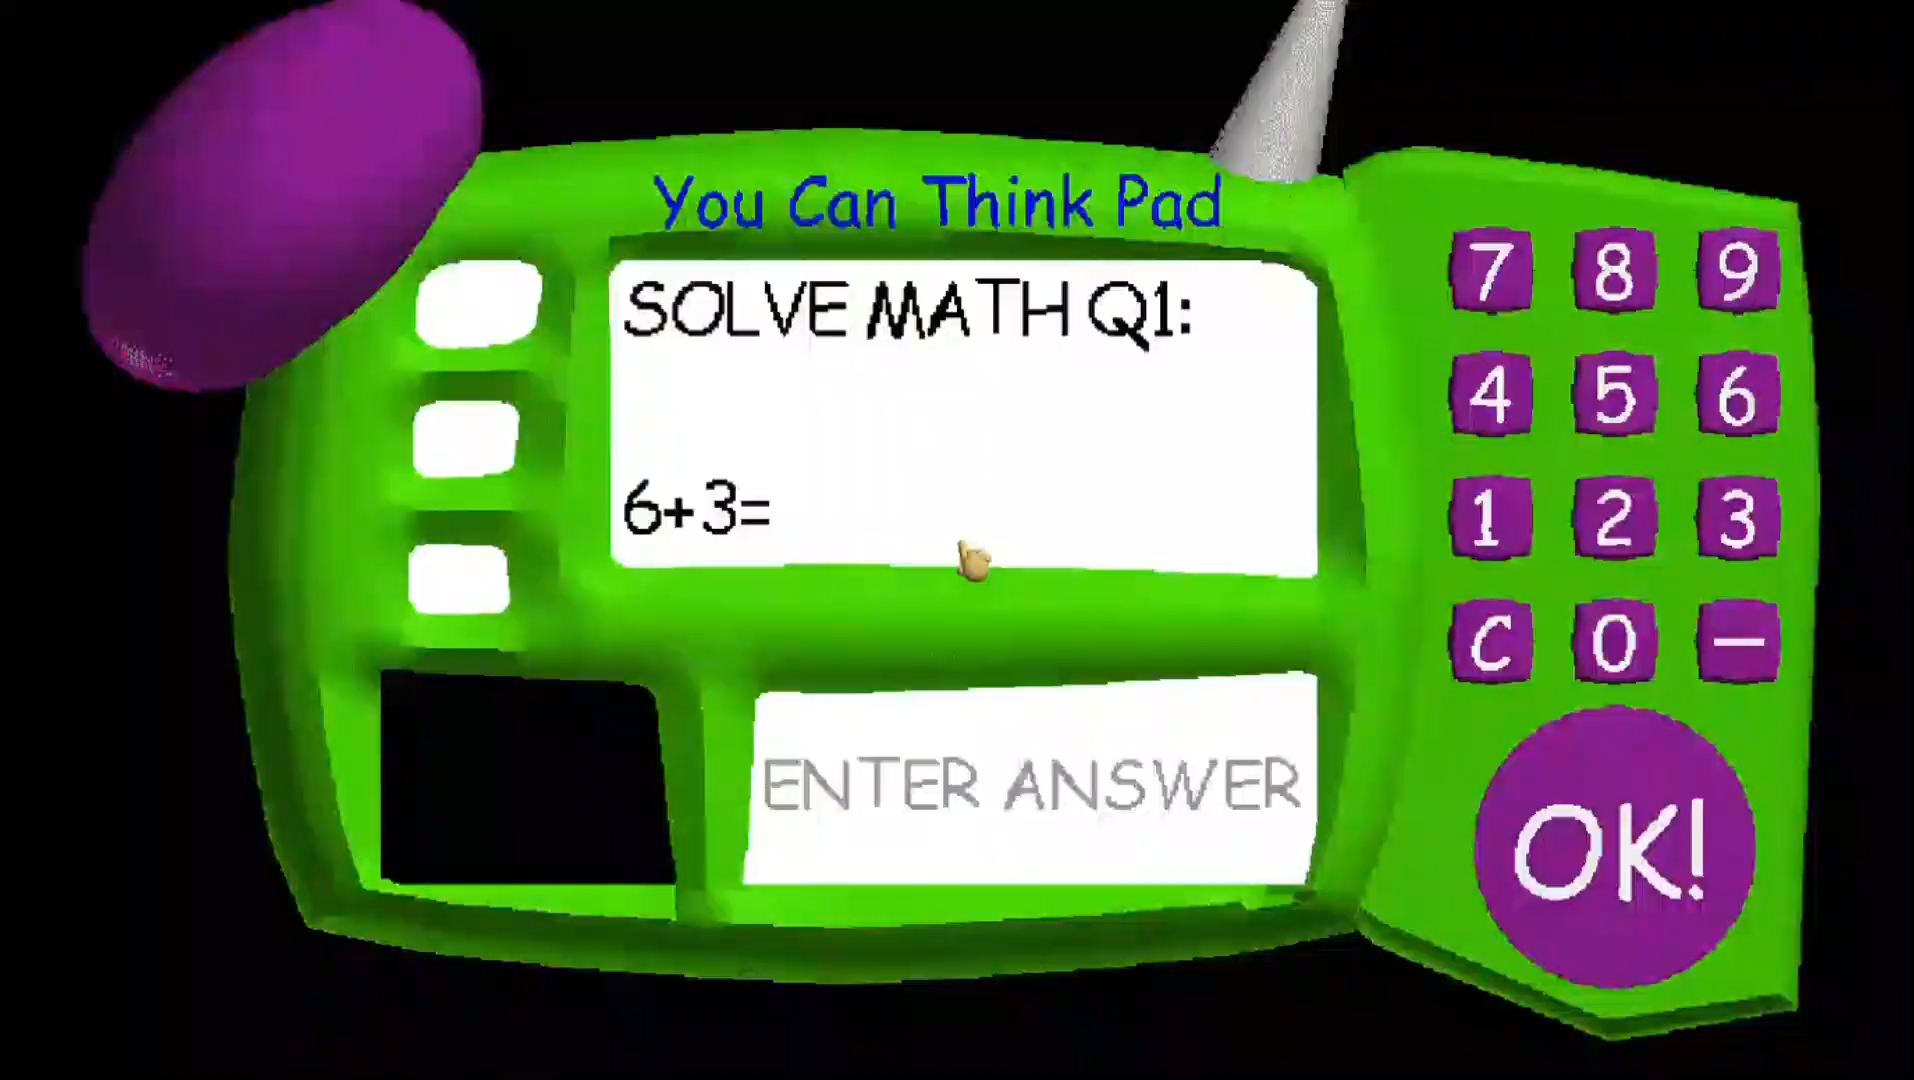 You Can Think Pad
SOLVE MATH Q1:
6+3=
ENTER ANSWER
7 8 9
4 5 6
1 2 3
C 0 —
OK!